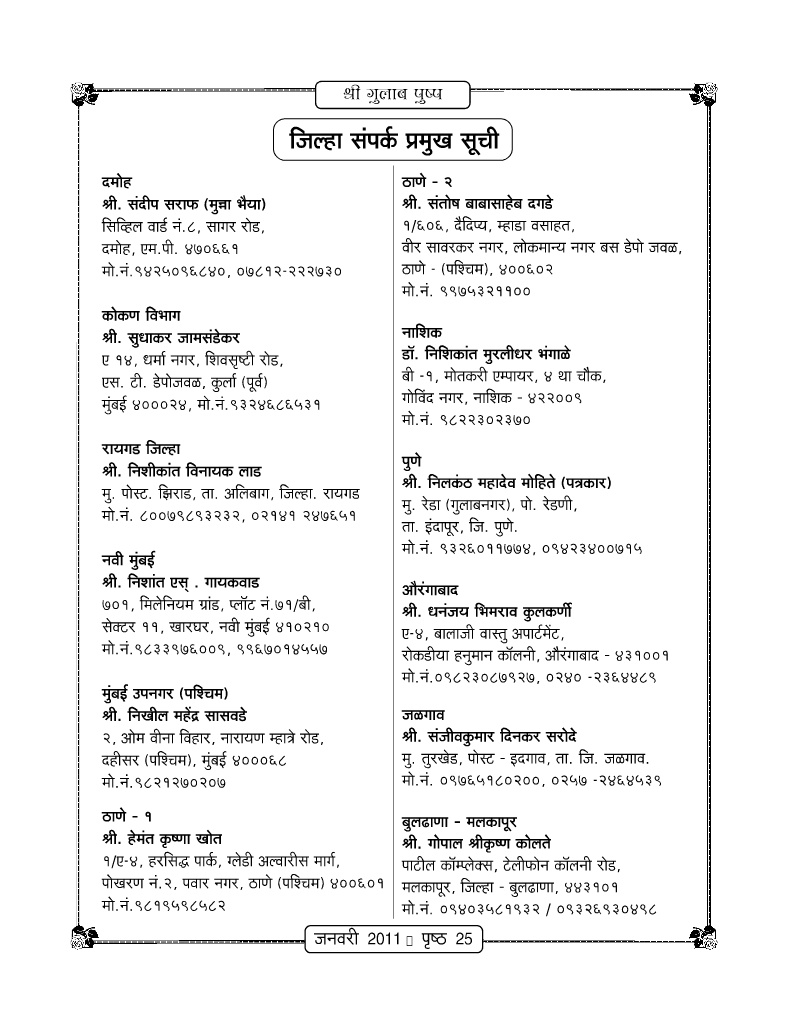 श्री गुलाब पुष्प
जिल्हा संपर्क प्रमुख सूची
दमोह
श्री. संदीप सराफ (मुन्ना भैया)
सिव्हिल वार्ड नं.८, सागर रोड,
दमोह, एम.पी. ४७०६६१
मो.नं.९४२५०९६८४०, ०७८१२-२२२७३०
कोकण विभाग
श्री. सुधाकर जामसंडेकर
ए १४, धर्मा नगर, शिवसृष्टी रोड,
एस. टी. डेपोजवळ, कुर्ला (पूर्व)
मुंबई ४०००२४, मो.नं.९३२४६८६५३१
रायगड जिल्हा
श्री. निशीकांत विनायक लाड
मु. पोस्ट. झिराड, ता. अलिबाग, जिल्हा. रायगड
मो.नं. ८००७९८९३२३२, ०२१४१ २४७६५१
नवी मुंबई
श्री. निशांत एस् . गायकवाड
७०१, मिलेनियम ग्रांड, प्लॉट नं.७१/बी,
सेक्टर ११, खारघर, नवी मुंबई ४१०२१०
मो.नं.९८३३९७६००९, ९९६७०१४५५७
मुंबई उपनगर (पश्चिम)
श्री. निखील महेंद्र सासवडे
२, ओम वीना विहार, नारायण म्हात्रे रोड,
दहीसर (पश्चिम), मुंबई ४०००६८
मो.नं.९८२१२७०२०७
ठाणे - १
श्री. हेमंत कृष्णा खोत
१/ए-४, हरसिद्ध पार्क, ग्लेडी अल्वारीस मार्ग,
पोखरण नं.२, पवार नगर, ठाणे (पश्चिम) ४००६०१
मो.नं.९८१९५९८५८२
ठाणे - २
श्री. संतोष बाबासाहेब दगडे
१/६०६, दैदिप्य, म्हाडा वसाहत,
वीर सावरकर नगर, लोकमान्य नगर बस डेपो जवळ,
ठाणे - (पश्चिम), ४००६०२
मो.नं. ९९७५३२११००
नाशिक
डॉ. निशिकांत मुरलीधर भंगाळे
बी -१, मोतकरी एम्पायर, ४ था चौक,
गोविंद नगर, नाशिक - ४२२००९
मो.नं. ९८२२३०२३७०
पुणे
श्री. निलकंठ महादेव मोहिते (पत्रकार)
मु. रेडा (गुलाबनगर), पो. रेडणी,
ता. इंदापूर, जि. पुणे.
मो.नं. ९३२६०११७७४, ०९४२३४००७१५
औरंगाबाद
श्री. धनंजय भिमराव कुलकर्णी
ए-४, बालाजी वास्तु अपार्टमेंट,
रोकडीया हनुमान कॉलनी, औरंगाबाद - ४३१००१
मो.नं.०९८२३०८७९२७, ०२४० -२३६४४८९
जळगाव
श्री. संजीवकुमार दिनकर सरोदे
मु. तुरखेड, पोस्ट - इदगाव, ता. जि. जळगाव.
मो.नं. ०९७६५१८०२००, ०२५७ -२४६४५३९
बुलढाणा - मलकापूर
श्री. गोपाल श्रीकृष्ण कोलते
पाटील कॉम्प्लेक्स, टेलीफोन कॉलनी रोड,
मलकापूर, जिल्हा - बुलढाणा, ४४३१०१
मो.नं. ०९४०३५८१९३२ / ०९३२६९३०४९८
जनवरी 2011 ▯ पृष्ठ 25